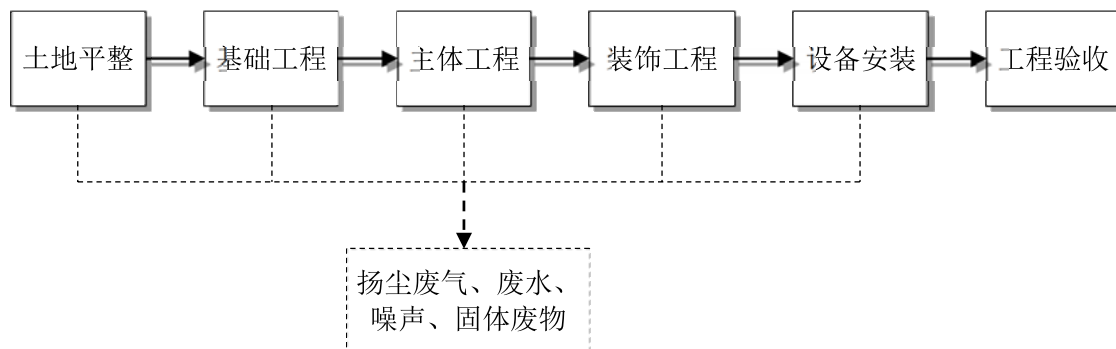 土地平整
基础工程
主体工程
装饰工程
设备安装
工程验收
扬尘废气、废水、
噪声、固体废物